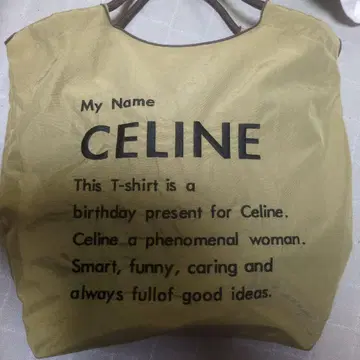 My Name
CELINE
This T-shirt is a
birthday present for Celine.
Celine a phenomenal woman.
Smart, funny, caring and
always fullof good ideas.